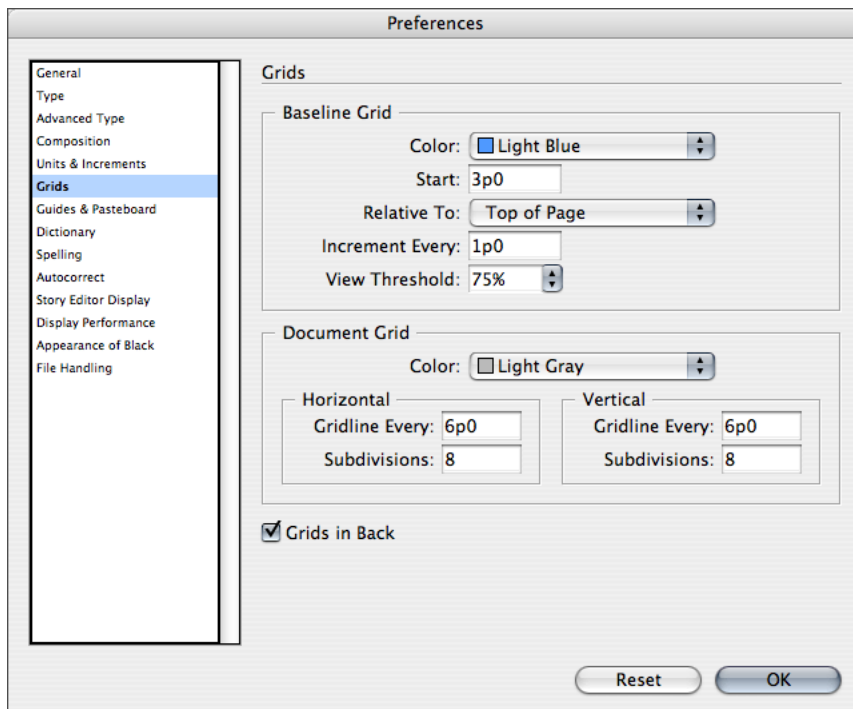 Preferences
General
Type
Advanced Type
Composition
Units & Increments
Grids
Guides & Pasteboard
Dictionary
Spelling
Autocorrect
Story Editor Display
Display Performance
Appearance of Black
File Handling
Grids
Baseline Grid
Color: Light Blue
Start: 3p0
Relative To: Top of Page
Increment Every: 1p0
View Threshold: 75%
Document Grid
Color: Light Gray
Horizontal
Gridline Every: 6p0
Subdivisions: 8
Vertical
Gridline Every: 6p0
Subdivisions: 8
Grids in Back
Reset OK